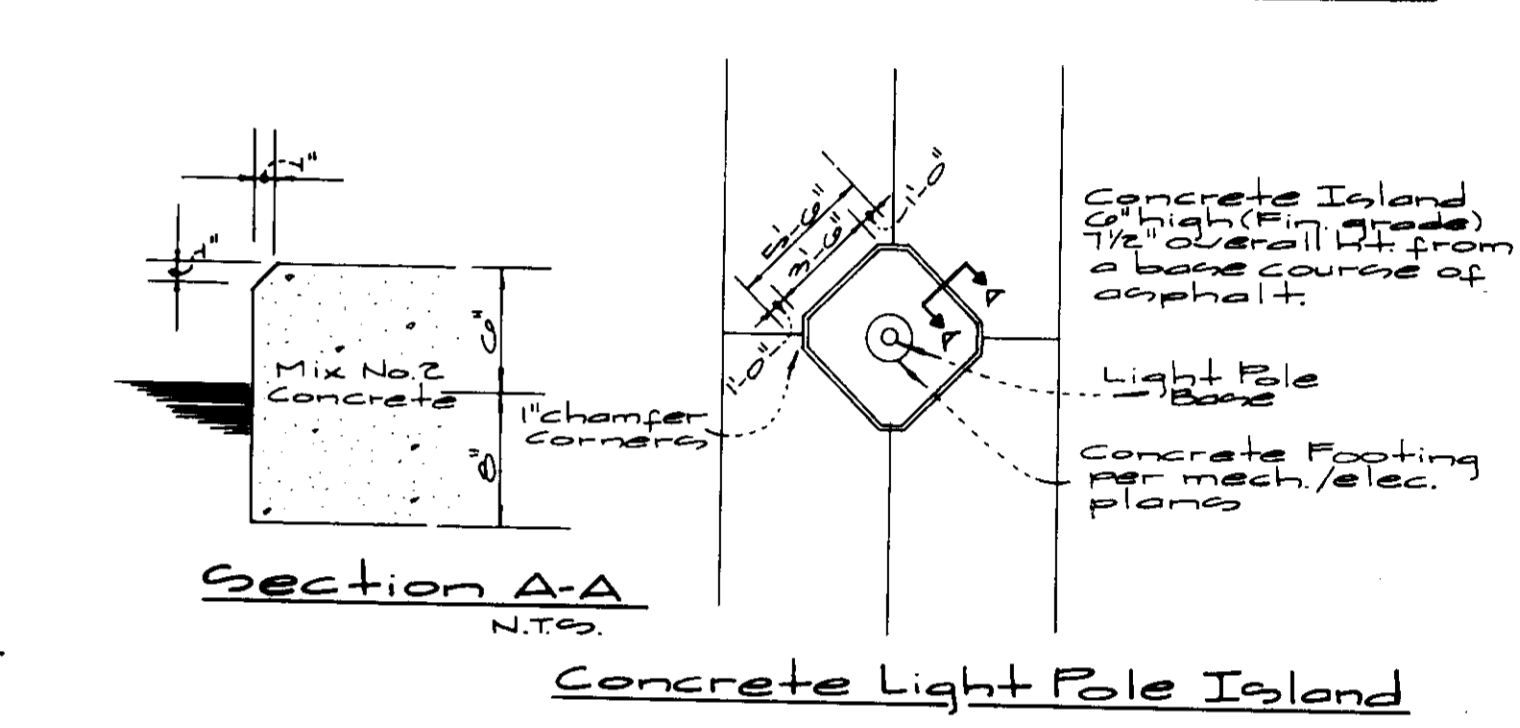 1"
1"
6"
8"
Mix No.2
Concrete
Section A-A
N.T.S.
5'-6"
3'-6"
1'-0"
1'-0"
A
A
1" chamfer
corners
Concrete Island
6" high (Fin. grade)
7 1/2" overall ht. from
a base course of
asphalt.
Light Pole
Base
Concrete Footing
per mech./elec.
plans
Concrete Light Pole Island